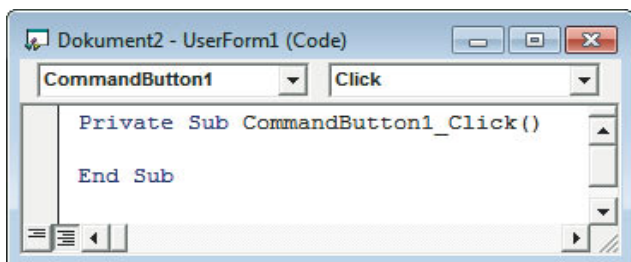 Dokument2 - UserForm1 (Code)
CommandButton1 Click
Private Sub CommandButton1_Click()
End Sub